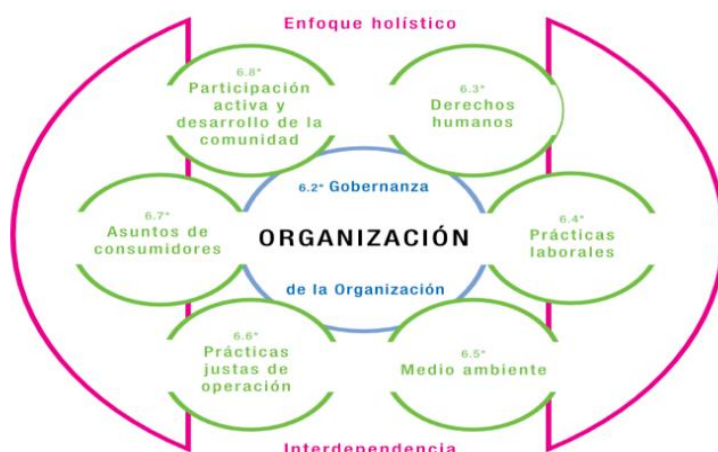 Enfoque holístico
6.8*
Participación
activa y
desarrollo de la
comunidad
6.3*
Derechos
humanos
6.2* Gobernanza
6.7*
Asuntos de
consumidores
ORGANIZACIÓN
6.4*
Prácticas
laborales
de la Organización
6.6*
Prácticas
justas de
operación
6.5*
Medio ambiente
Interdependencia